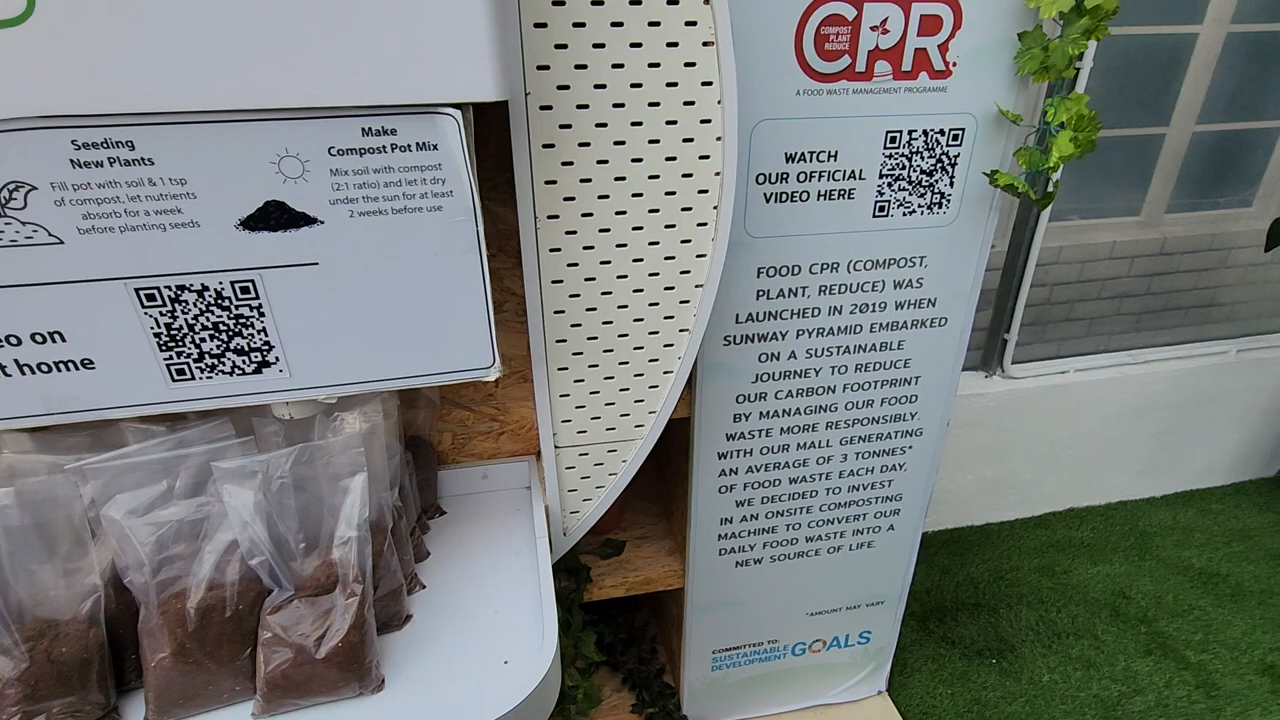 Seeding
New Plants
Fill pot with soil & 1 tsp
of compost, let nutrients
absorb for a week
before planting seeds
Make
Compost Pot Mix
Mix soil with compost
(2:1 ratio) and let it dry
under the sun for at least
2 weeks before use
eo on
t home
COMPOST
PLANT
REDUCE
CPR
A FOOD WASTE MANAGEMENT PROGRAMME
WATCH
OUR OFFICIAL
VIDEO HERE
FOOD CPR (COMPOST,
PLANT, REDUCE) WAS
LAUNCHED IN 2019 WHEN
SUNWAY PYRAMID EMBARKED
ON A SUSTAINABLE
JOURNEY TO REDUCE
OUR CARBON FOOTPRINT
BY MANAGING OUR FOOD
WASTE MORE RESPONSIBLY.
WITH OUR MALL GENERATING
AN AVERAGE OF 3 TONNES*
OF FOOD WASTE EACH DAY,
WE DECIDED TO INVEST
IN AN ONSITE COMPOSTING
MACHINE TO CONVERT OUR
DAILY FOOD WASTE INTO A
NEW SOURCE OF LIFE.
*AMOUNT MAY VARY
COMMITTED TO:
SUSTAINABLE
DEVELOPMENT
GOALS